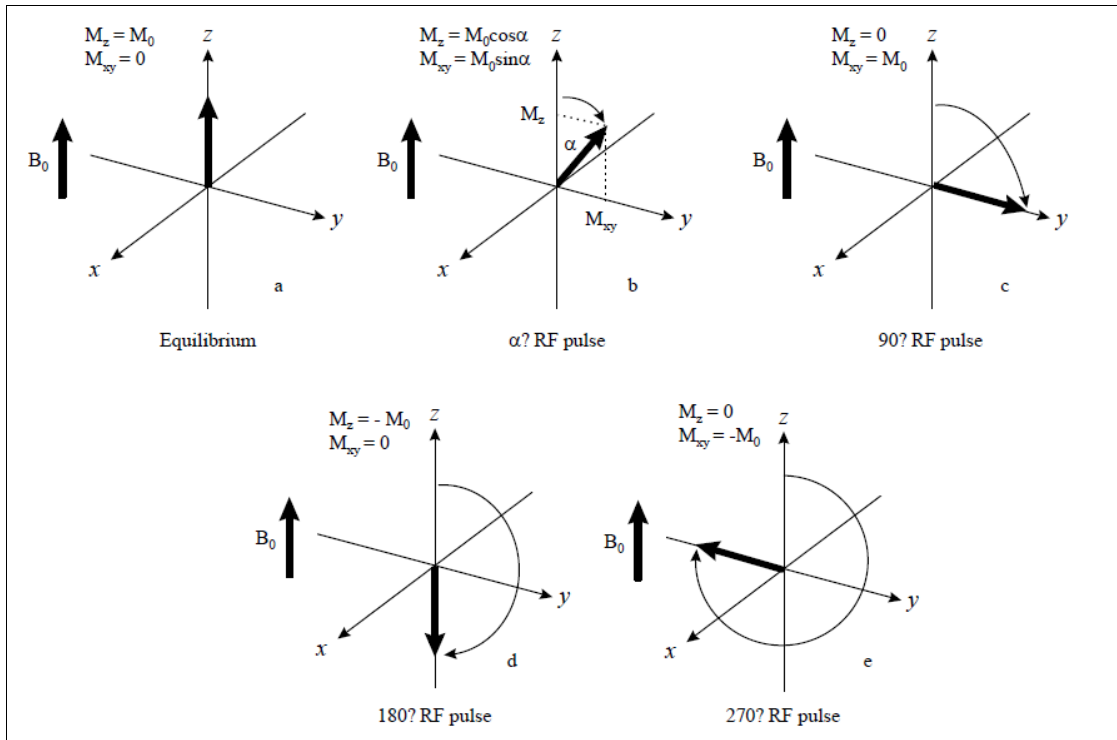 M_z = M_0
M_xy = 0
z
B_0
y
x
a
Equilibrium
M_z = M_0cosα
M_xy = M_0sinα
z
M_z
α
B_0
M_xy
y
x
b
α? RF pulse
M_z = 0
M_xy = M_0
z
B_0
y
x
c
90? RF pulse
M_z = - M_0
M_xy = 0
z
B_0
y
x
d
180? RF pulse
M_z = 0
M_xy = -M_0
z
B_0
y
x
e
270? RF pulse